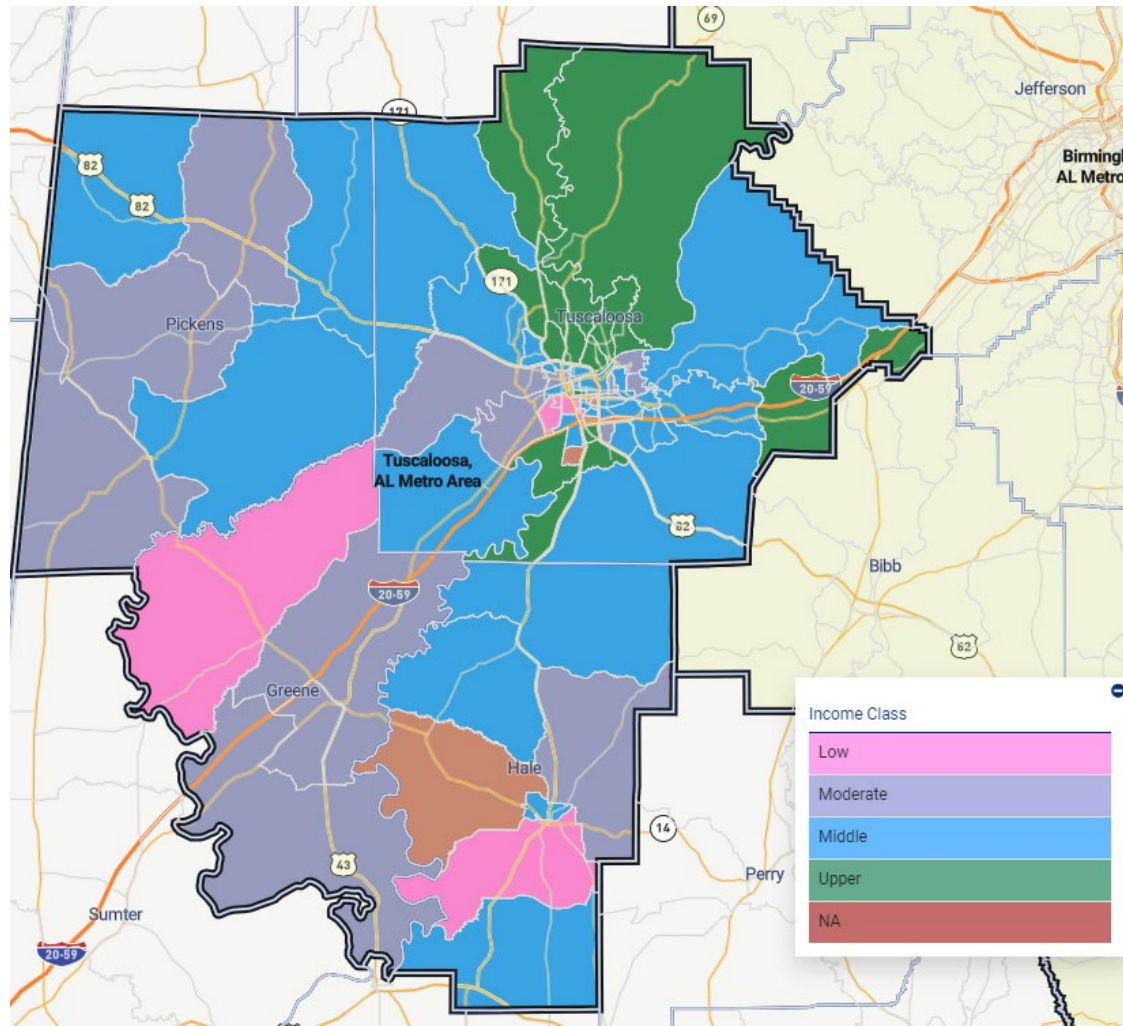 69
Jefferson
171
Birmingh
AL Metro
82
82
171
Pickens
Tuscaloosa
20-59
Tuscaloosa,
AL Metro Area
82
Bibb
20-59
82
Greene
Income Class
Low
Hale
Moderate
14
Middle
43
Perry
Upper
Sumter
NA
20-59